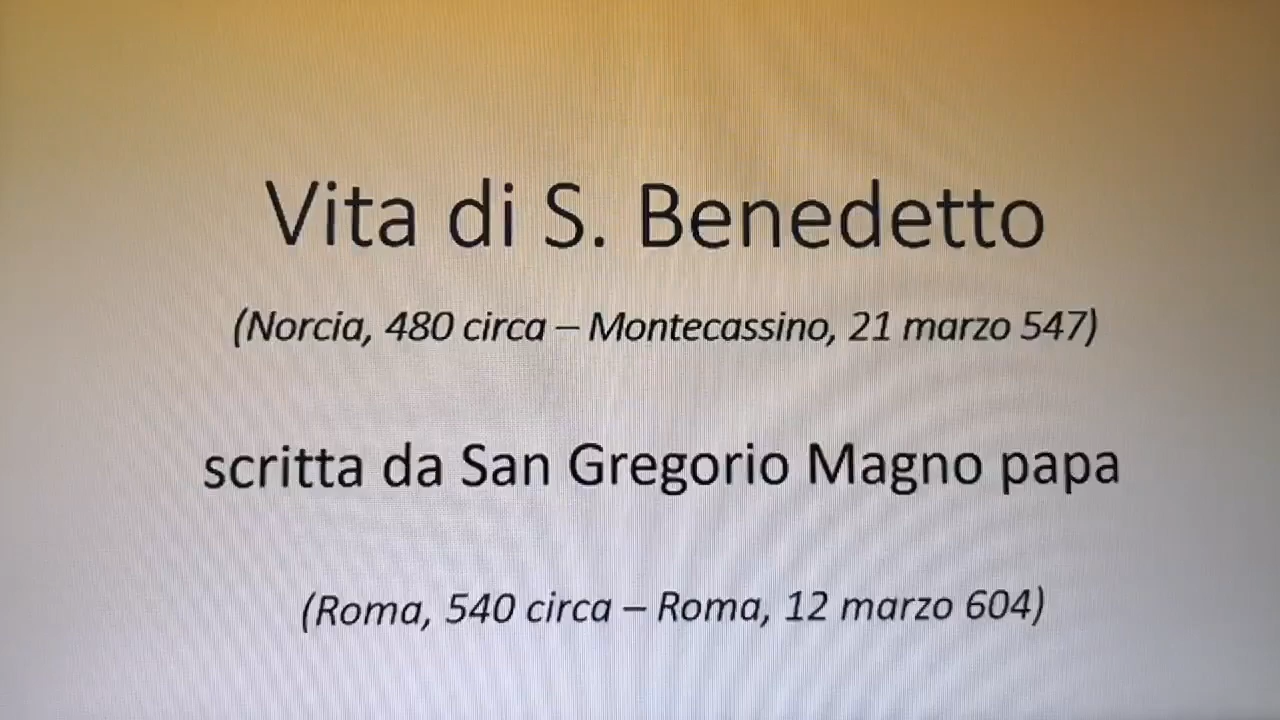 Vita di S. Benedetto
(Norcia, 480 circa – Montecassino, 21 marzo 547)
scritta da San Gregorio Magno papa
(Roma, 540 circa – Roma, 12 marzo 604)